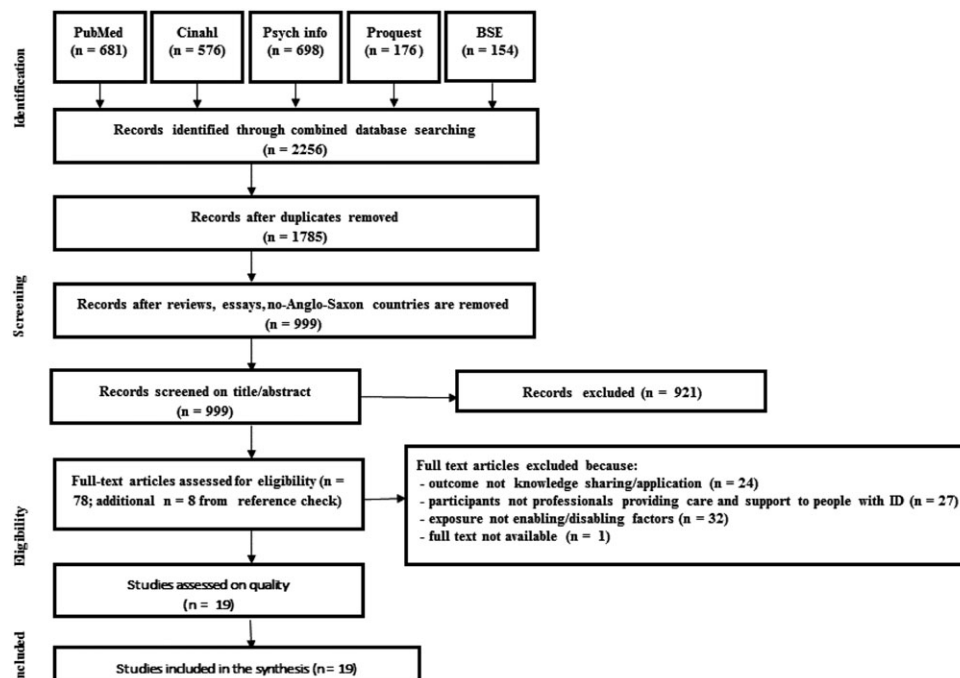 Identification
PubMed
(n = 681)
Cinahl
(n = 576)
Psych info
(n = 698)
Proquest
(n = 176)
BSE
(n = 154)
Records identified through combined database searching
(n = 2256)
Records after duplicates removed
(n = 1785)
Screening
Records after reviews, essays, no-Anglo-Saxon countries are removed
(n = 999)
Records screened on title/abstract
(n = 999)
Records excluded (n = 921)
Eligibility
Full-text articles assessed for eligibility (n =
78; additional n = 8 from reference check)
Full text articles excluded because:
- outcome not knowledge sharing/application (n = 24)
- participants not professionals providing care and support to people with ID (n = 27)
- exposure not enabling/disabling factors (n = 32)
- full text not available (n = 1)
Studies assessed on quality
(n = 19)
Studies included in the synthesis (n= 19)